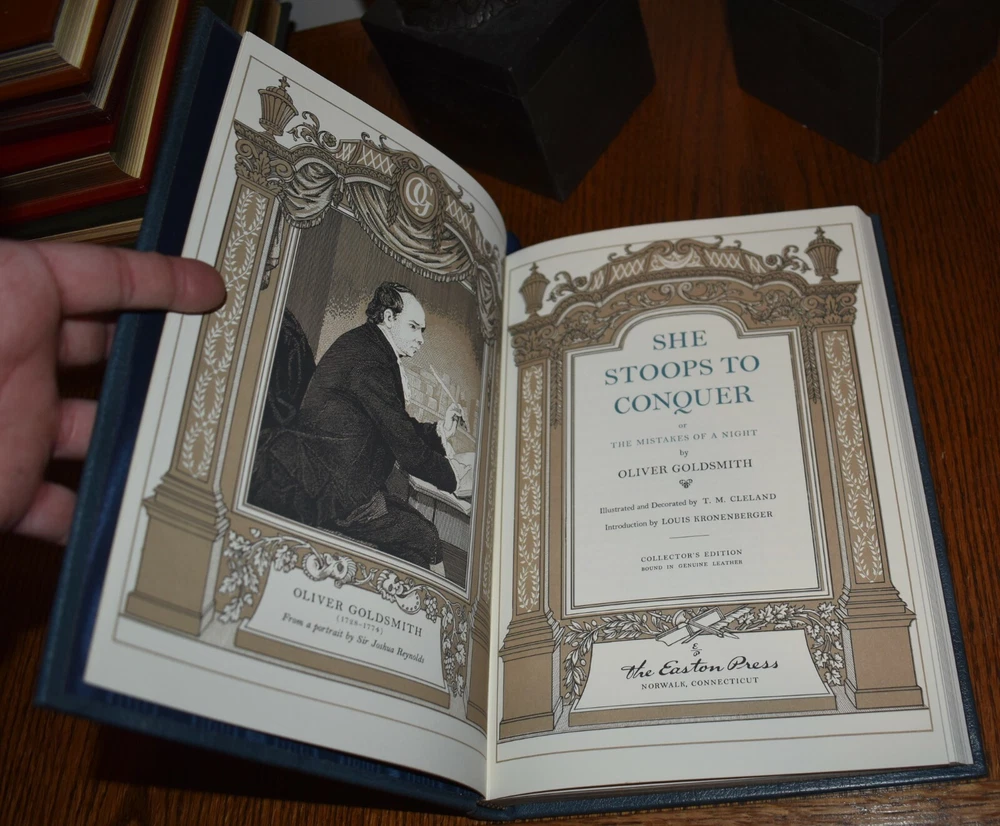 OG
OLIVER GOLDSMITH
(1728–1774)
From a portrait by Sir Joshua Reynolds
SHE
STOOPS TO
CONQUER
OR
THE MISTAKES OF A NIGHT
by
OLIVER GOLDSMITH
Illustrated and Decorated by T. M. CLELAND
Introduction by LOUIS KRONENBERGER
COLLECTOR'S EDITION
BOUND IN GENUINE LEATHER
The Easton Press
NORWALK, CONNECTICUT